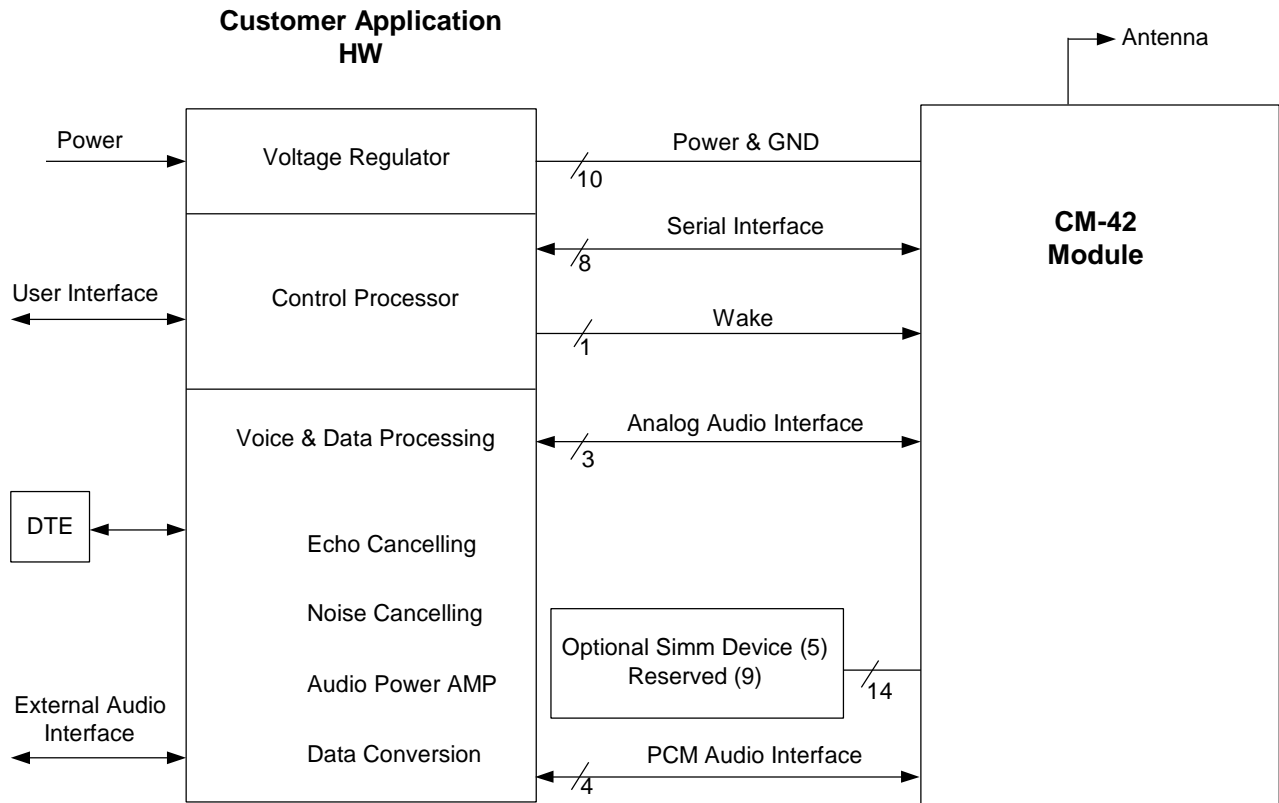 Customer Application
HW
Antenna
Power
Voltage Regulator
Power & GND
10
CM-42
Module
Serial Interface
8
User Interface
Control Processor
Wake
1
Voice & Data Processing
Analog Audio Interface
3
DTE
Echo Cancelling
Noise Cancelling
Optional Simm Device (5)
Reserved (9)
14
Audio Power AMP
External Audio
Interface
Data Conversion
PCM Audio Interface
4